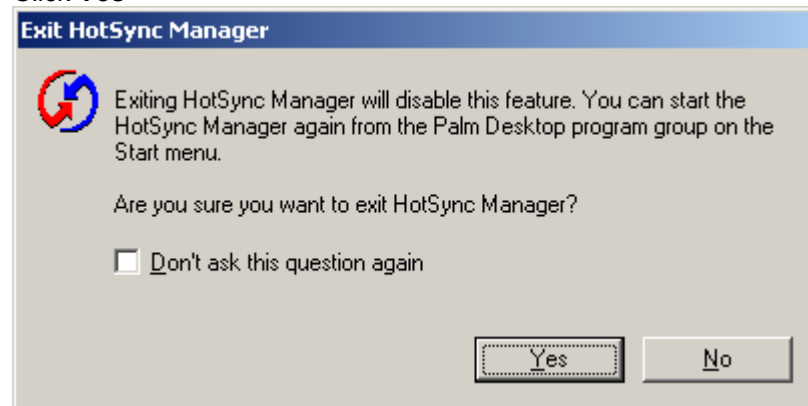 Click Yes
Exit HotSync Manager
Exiting HotSync Manager will disable this feature. You can start the
HotSync Manager again from the Palm Desktop program group on the
Start menu.
Are you sure you want to exit HotSync Manager?
Don't ask this question again
Yes
No